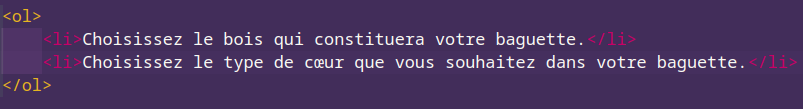 <ol>
<li>Choisissez le bois qui constituera votre baguette.</li>
<li>Choisissez le type de cœur que vous souhaitez dans votre baguette.</li>
</ol>